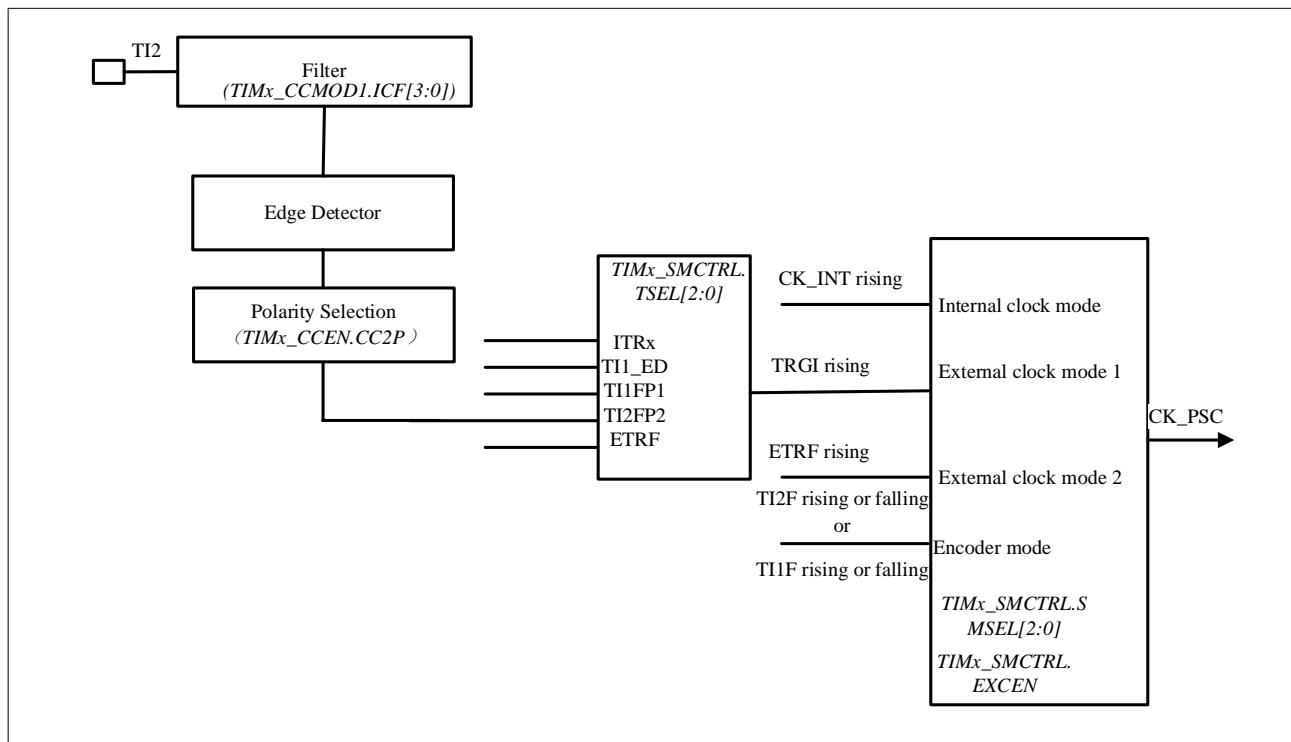 TI2
Filter
(TIMx_CCMOD1.ICF[3:0])
Edge Detector
Polarity Selection
（TIMx_CCEN.CC2P）
TIMx_SMCTRL.
TSEL[2:0]
ITRx
TI1_ED
TI1FP1
TI2FP2
ETRF
CK_INT rising
TRGI rising
ETRF rising
TI2F rising or falling
or
TI1F rising or falling
Internal clock mode
External clock mode 1
External clock mode 2
Encoder mode
TIMx_SMCTRL.S
MSEL[2:0]
TIMx_SMCTRL.
EXCEN
CK_PSC